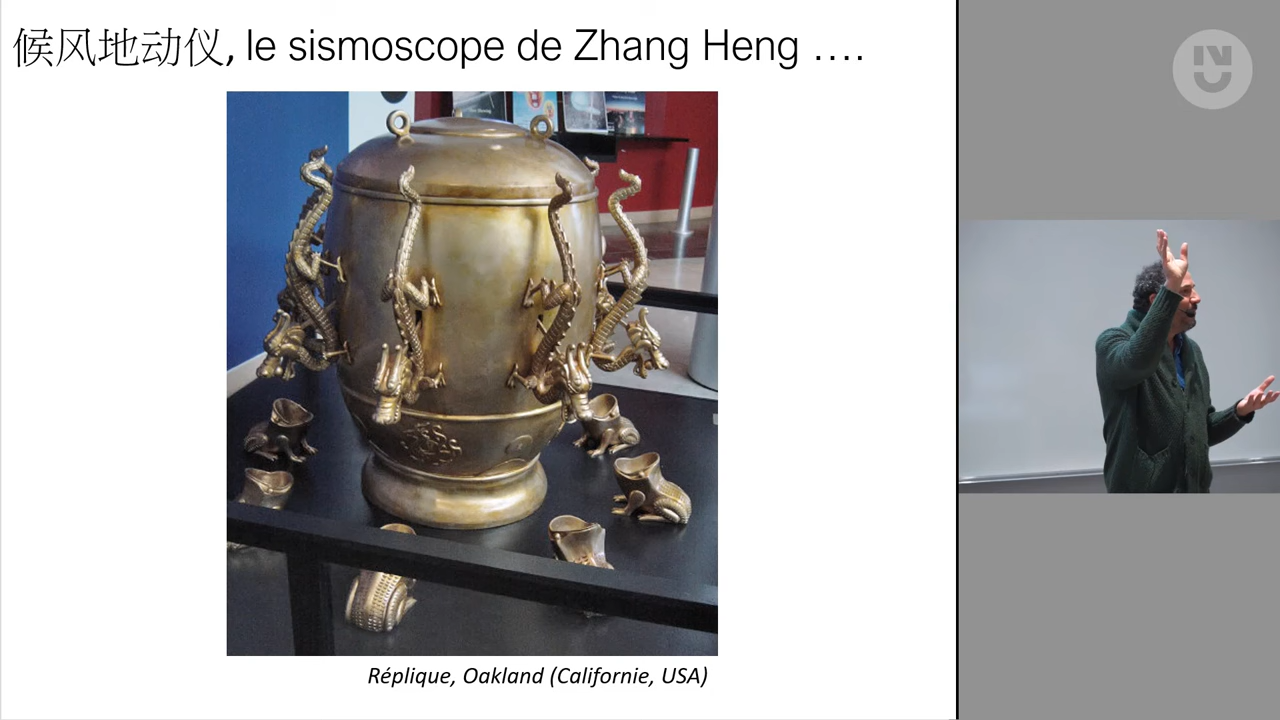 候风地动仪, le sismoscope de Zhang Heng ....
Réplique, Oakland (Californie, USA)